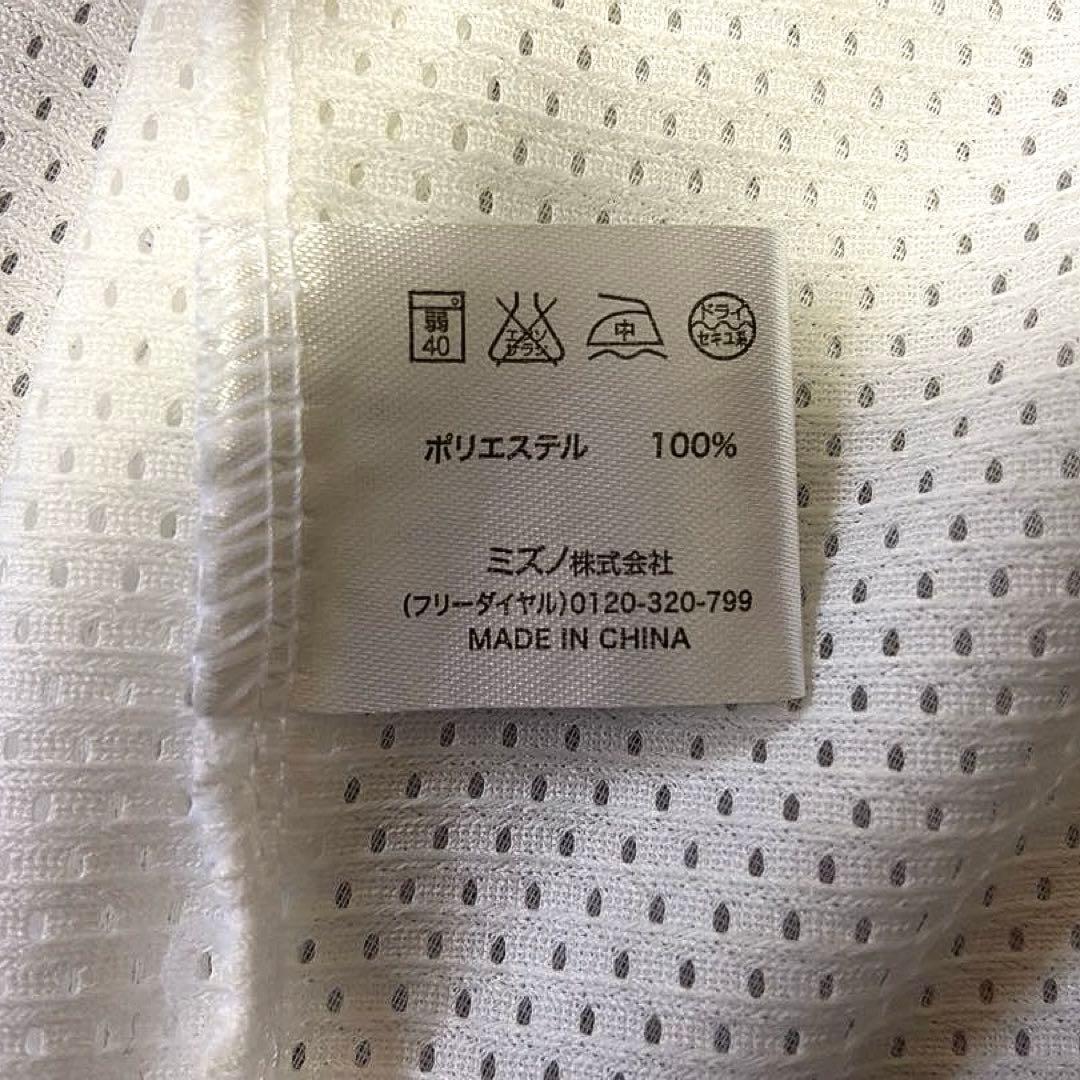 弱 40 エンソ サラシ 中 ドライ セキユ系
ポリエステル 100%
ミズノ株式会社
(フリーダイヤル)0120-320-799
MADE IN CHINA